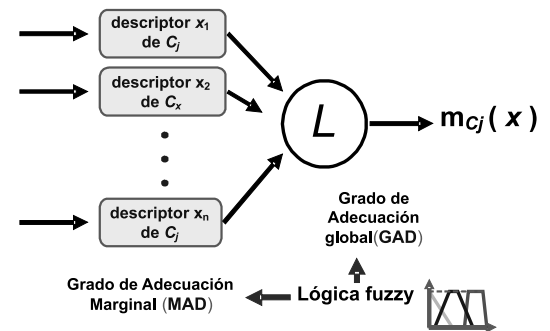 descriptor x1
de Cj
descriptor x2
de Cx
descriptor xn
de Cj
L
mCj ( x )
Grado de
Adecuación
global(GAD)
Grado de Adecuación
Marginal (MAD)
Lógica fuzzy